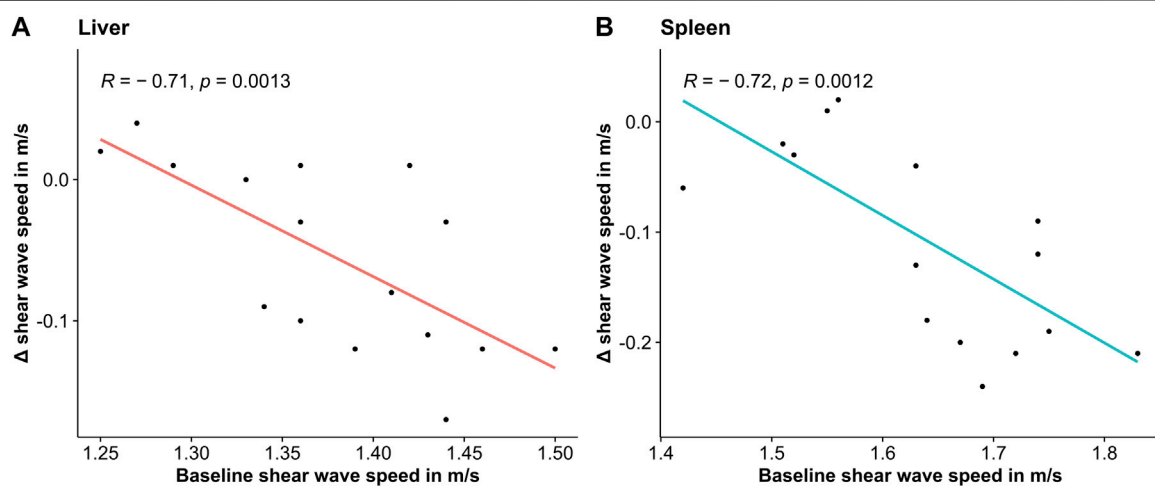 A Liver
R = − 0.71, p = 0.0013
Δ shear wave speed in m/s
0.0
-0.1
1.25 1.30 1.35 1.40 1.45 1.50
Baseline shear wave speed in m/s
B Spleen
R = − 0.72, p = 0.0012
Δ shear wave speed in m/s
0.0
-0.1
-0.2
1.4 1.5 1.6 1.7 1.8
Baseline shear wave speed in m/s